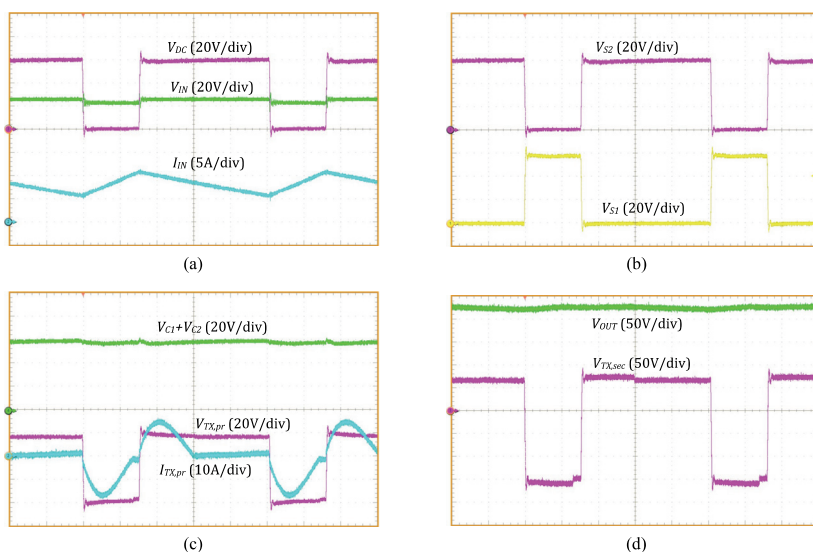 V_DC (20V/div)
V_IN (20V/div)
I_IN (5A/div)
(a)
V_S2 (20V/div)
V_S1 (20V/div)
(b)
V_C1+V_C2 (20V/div)
V_TX,pr (20V/div)
I_TX,pr (10A/div)
(c)
V_OUT (50V/div)
V_TX,sec (50V/div)
(d)